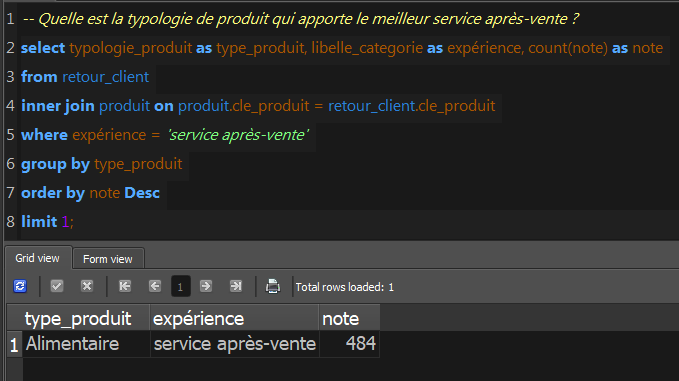 1 -- Quelle est la typologie de produit qui apporte le meilleur service après-vente ?
2 select typologie_produit as type_produit, libelle_categorie as expérience, count(note) as note
3 from retour_client
4 inner join produit on produit.cle_produit = retour_client.cle_produit
5 where expérience = 'service après-vente'
6 group by type_produit
7 order by note Desc
8 limit 1;
Grid view Form view
1 Total rows loaded: 1
type_produit expérience note
1 Alimentaire service après-vente 484